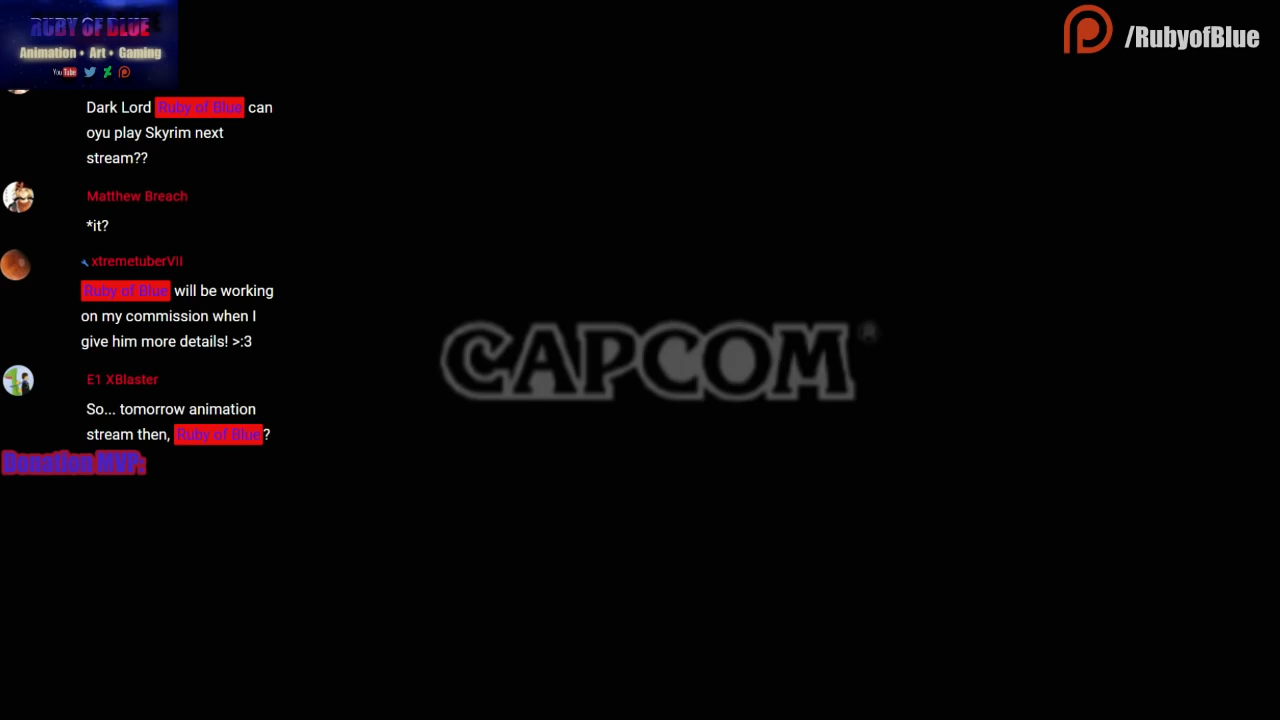 RUBY OF BLUE
Animation • Art • Gaming
YouTube
/RubyofBlue
Dark Lord Ruby of Blue can
oyu play Skyrim next
stream??
Matthew Breach
*it?
xtremetuberVII
Ruby of Blue will be working
on my commission when I
give him more details! >:3
E1 XBlaster
So... tomorrow animation
stream then, Ruby of Blue?
Donation MVP:
CAPCOM®